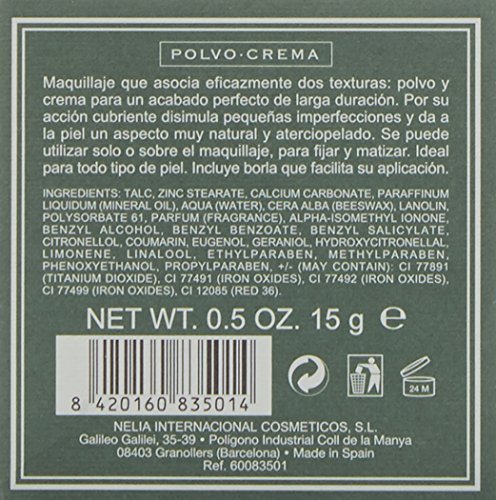 POLVO·CREMA
Maquillaje que asocia eficazmente dos texturas: polvo y
crema para un acabado perfecto de larga duración. Por su
acción cubriente disimula pequeñas imperfecciones y da a
la piel un aspecto muy natural y aterciopelado. Se puede
utilizar solo o sobre el maquillaje, para fijar y matizar. Ideal
para todo tipo de piel. Incluye borla que facilita su aplicación.
INGREDIENTS: TALC, ZINC STEARATE, CALCIUM CARBONATE, PARAFFINUM
LIQUIDUM (MINERAL OIL), AQUA (WATER), CERA ALBA (BEESWAX), LANOLIN,
POLYSORBATE 61, PARFUM (FRAGRANCE), ALPHA-ISOMETHYL IONONE,
BENZYL ALCOHOL, BENZYL BENZOATE, BENZYL SALICYLATE,
CITRONELLOL, COUMARIN, EUGENOL, GERANIOL, HYDROXYCITRONELLAL,
LIMONENE, LINALOOL, ETHYLPARABEN, METHYLPARABEN,
PHENOXYETHANOL, PROPYLPARABEN, +/- (MAY CONTAIN): CI 77891
(TITANIUM DIOXIDE), CI 77491 (IRON OXIDES), CI 77492 (IRON OXIDES),
CI 77499 (IRON OXIDES), CI 12085 (RED 36).
NET WT. 0.5 OZ. 15 g ℮
8 420160 835014
24 M
NELIA INTERNACIONAL COSMETICOS, S.L.
Galileo Galilei, 35-39 • Poligono Industrial Coll de la Manya
08403 Granollers (Barcelona) - Made in Spain
Ref. 60083501